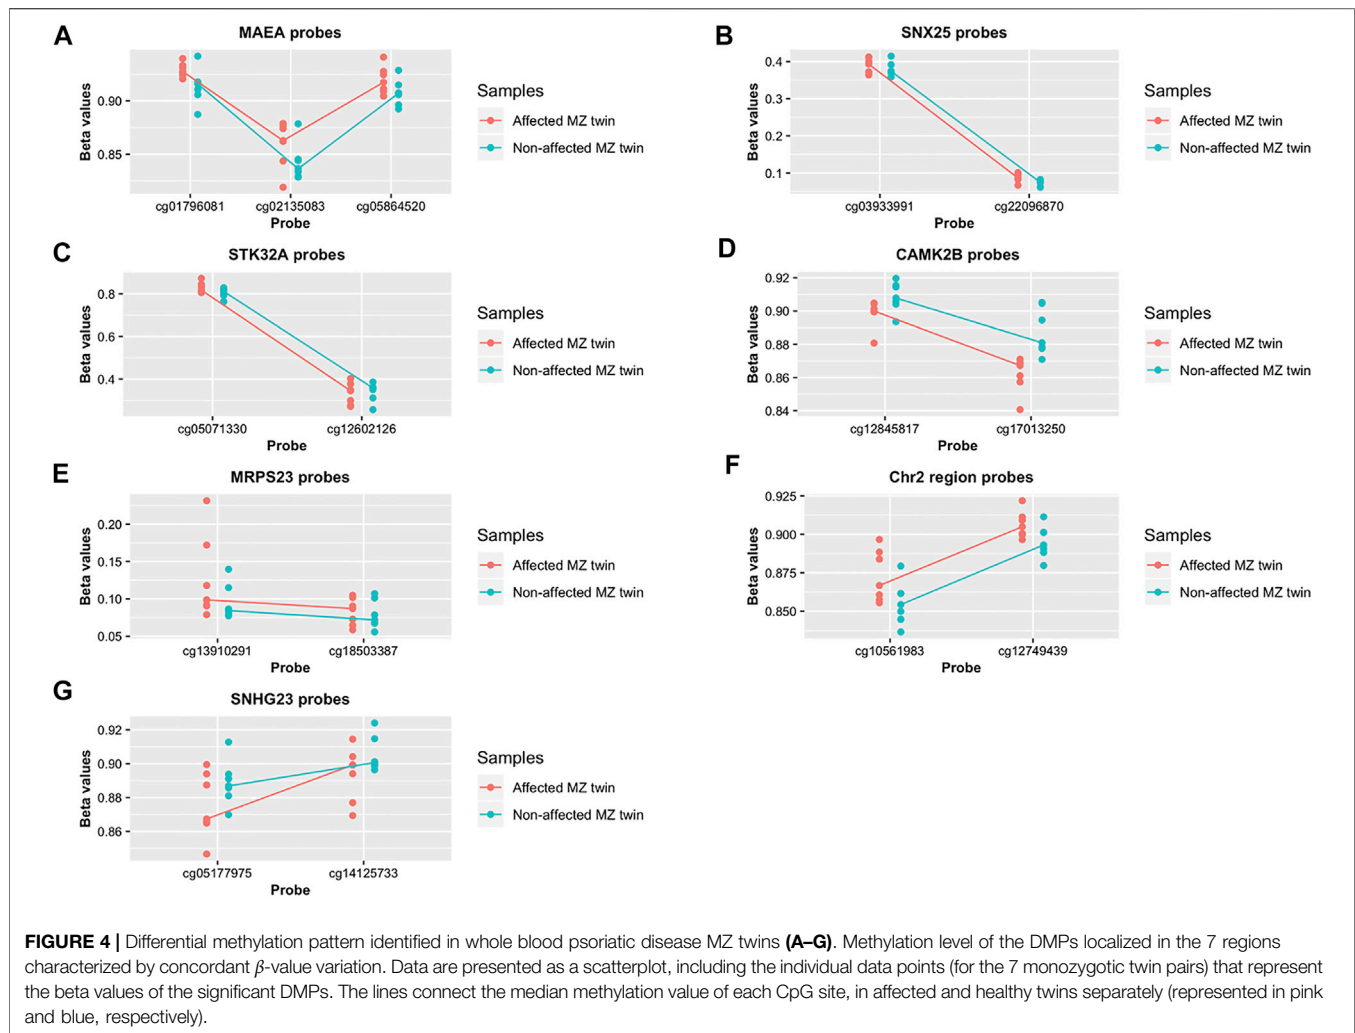 A
MAEA probes
Beta values
0.90
0.85
cg01796081 cg02135083 cg05864520
Probe
Samples
Affected MZ twin
Non-affected MZ twin
B
SNX25 probes
Beta values
0.4
0.3
0.2
0.1
cg03933991 cg22096870
Probe
Samples
Affected MZ twin
Non-affected MZ twin
C
STK32A probes
Beta values
0.8
0.6
0.4
cg05071330 cg12602126
Probe
Samples
Affected MZ twin
Non-affected MZ twin
D
CAMK2B probes
Beta values
0.92
0.90
0.88
0.86
0.84
cg12845817 cg17013250
Probe
Samples
Affected MZ twin
Non-affected MZ twin
E
MRPS23 probes
Beta values
0.20
0.15
0.10
0.05
cg13910291 cg18503387
Probe
Samples
Affected MZ twin
Non-affected MZ twin
F
Chr2 region probes
Beta values
0.925
0.900
0.875
0.850
cg10561983 cg12749439
Probe
Samples
Affected MZ twin
Non-affected MZ twin
G
SNHG23 probes
Beta values
0.92
0.90
0.88
0.86
cg05177975 cg14125733
Probe
Samples
Affected MZ twin
Non-affected MZ twin
FIGURE 4 | Differential methylation pattern identified in whole blood psoriatic disease MZ twins (A–G). Methylation level of the DMPs localized in the 7 regions
characterized by concordant β-value variation. Data are presented as a scatterplot, including the individual data points (for the 7 monozygotic twin pairs) that represent
the beta values of the significant DMPs. The lines connect the median methylation value of each CpG site, in affected and healthy twins separately (represented in pink
and blue, respectively).